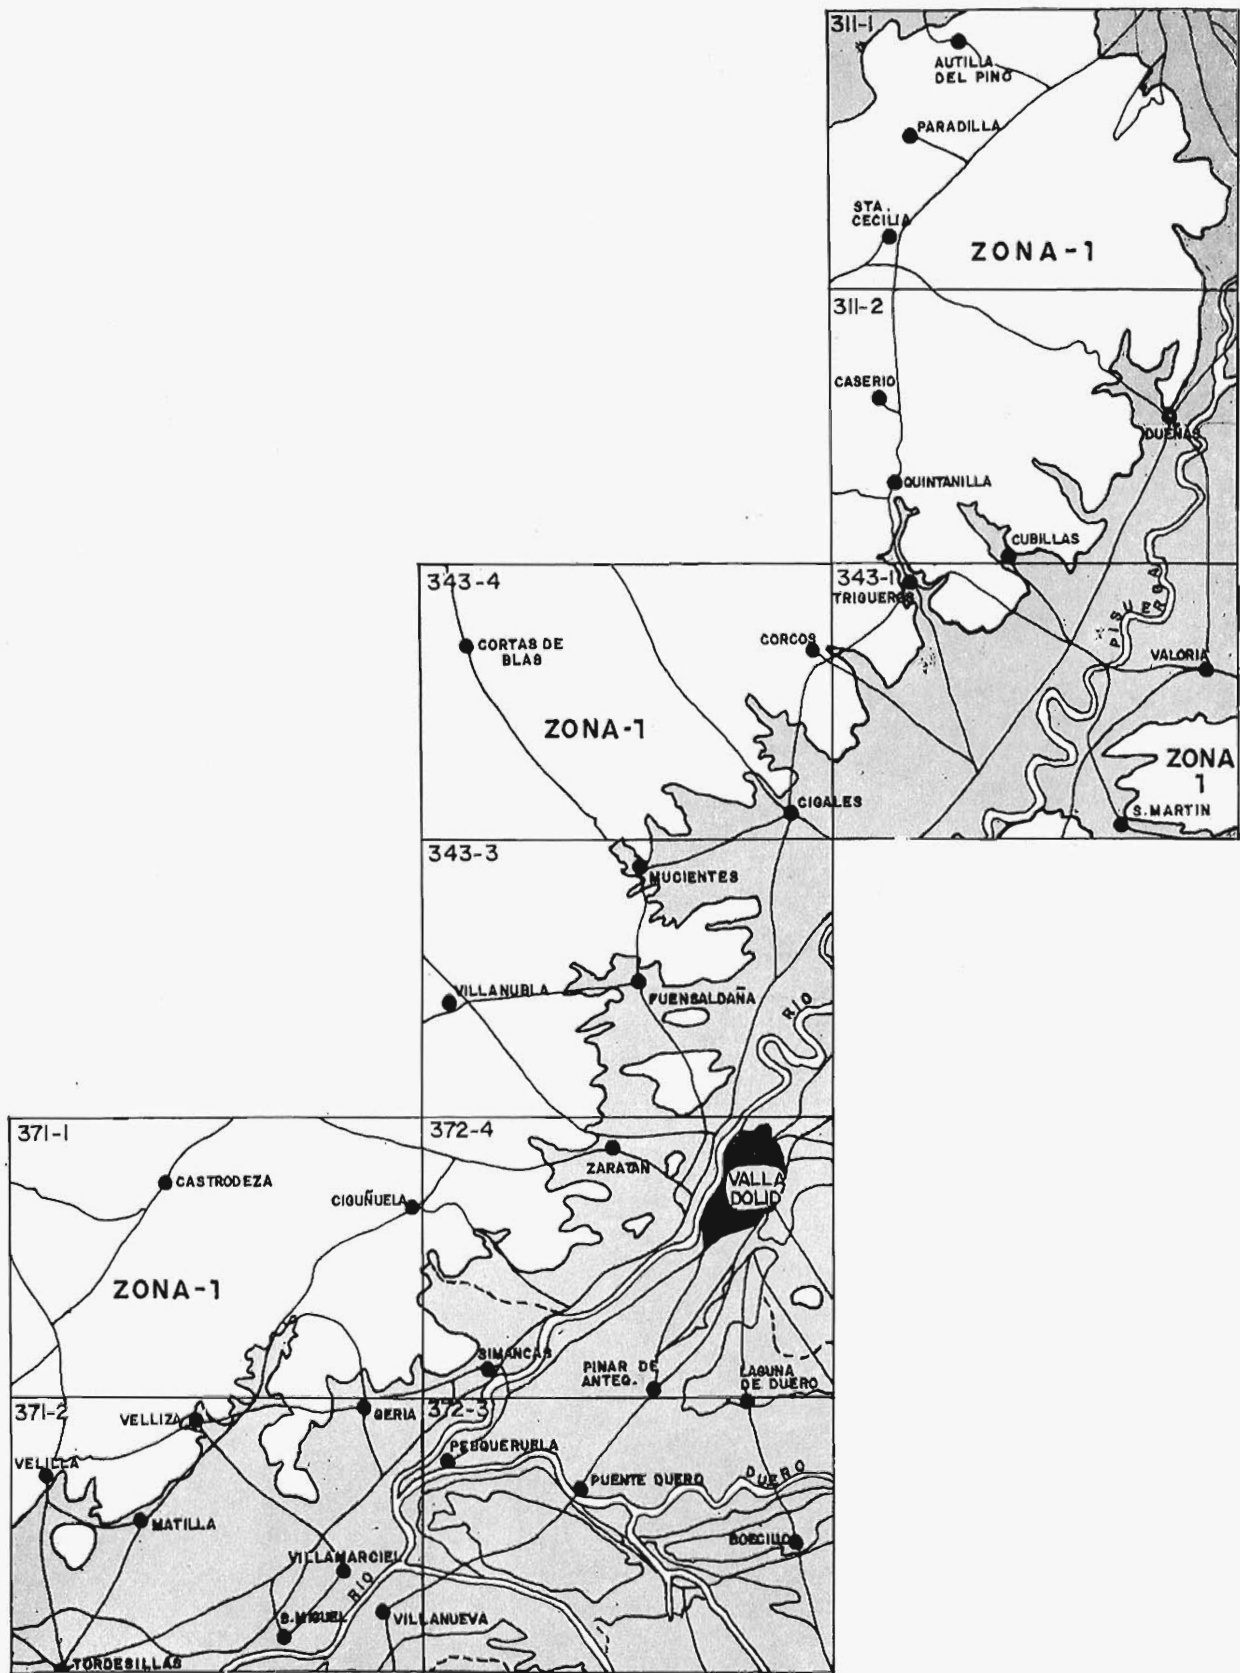 311-1
AUTILLA
DEL PINO
PARADILLA
STA.
CECILIA
ZONA-1
311-2
CASERIO
DUEÑAS
QUINTANILLA
CUBILLAS
343-4
343-1
TRIGUEROS
CORTAS DE
BLAS
CORCOS
PISUERGA
VALORIA
ZONA-1
ZONA
1
CIGALES
S. MARTIN
343-3
MUCIENTES
VILLANUBLA
FUENSALDAÑA
RIO
371-1
372-4
ZARATAN
CASTRODEZA
VALLA
DOLID
CIGUÑUELA
ZONA-1
SIMANCAS
PINAR DE
ANTEQ.
LAGUNA
DE DUERO
371-2
VELLIZA
GERIA
372-3
PESQUERUELA
VELILLA
PUENTE DUERO
DUERO
MATILLA
BOECILLO
VILLAMARCIEL
RIO
S. MIGUEL
VILLANUEVA
TORDESILLAS